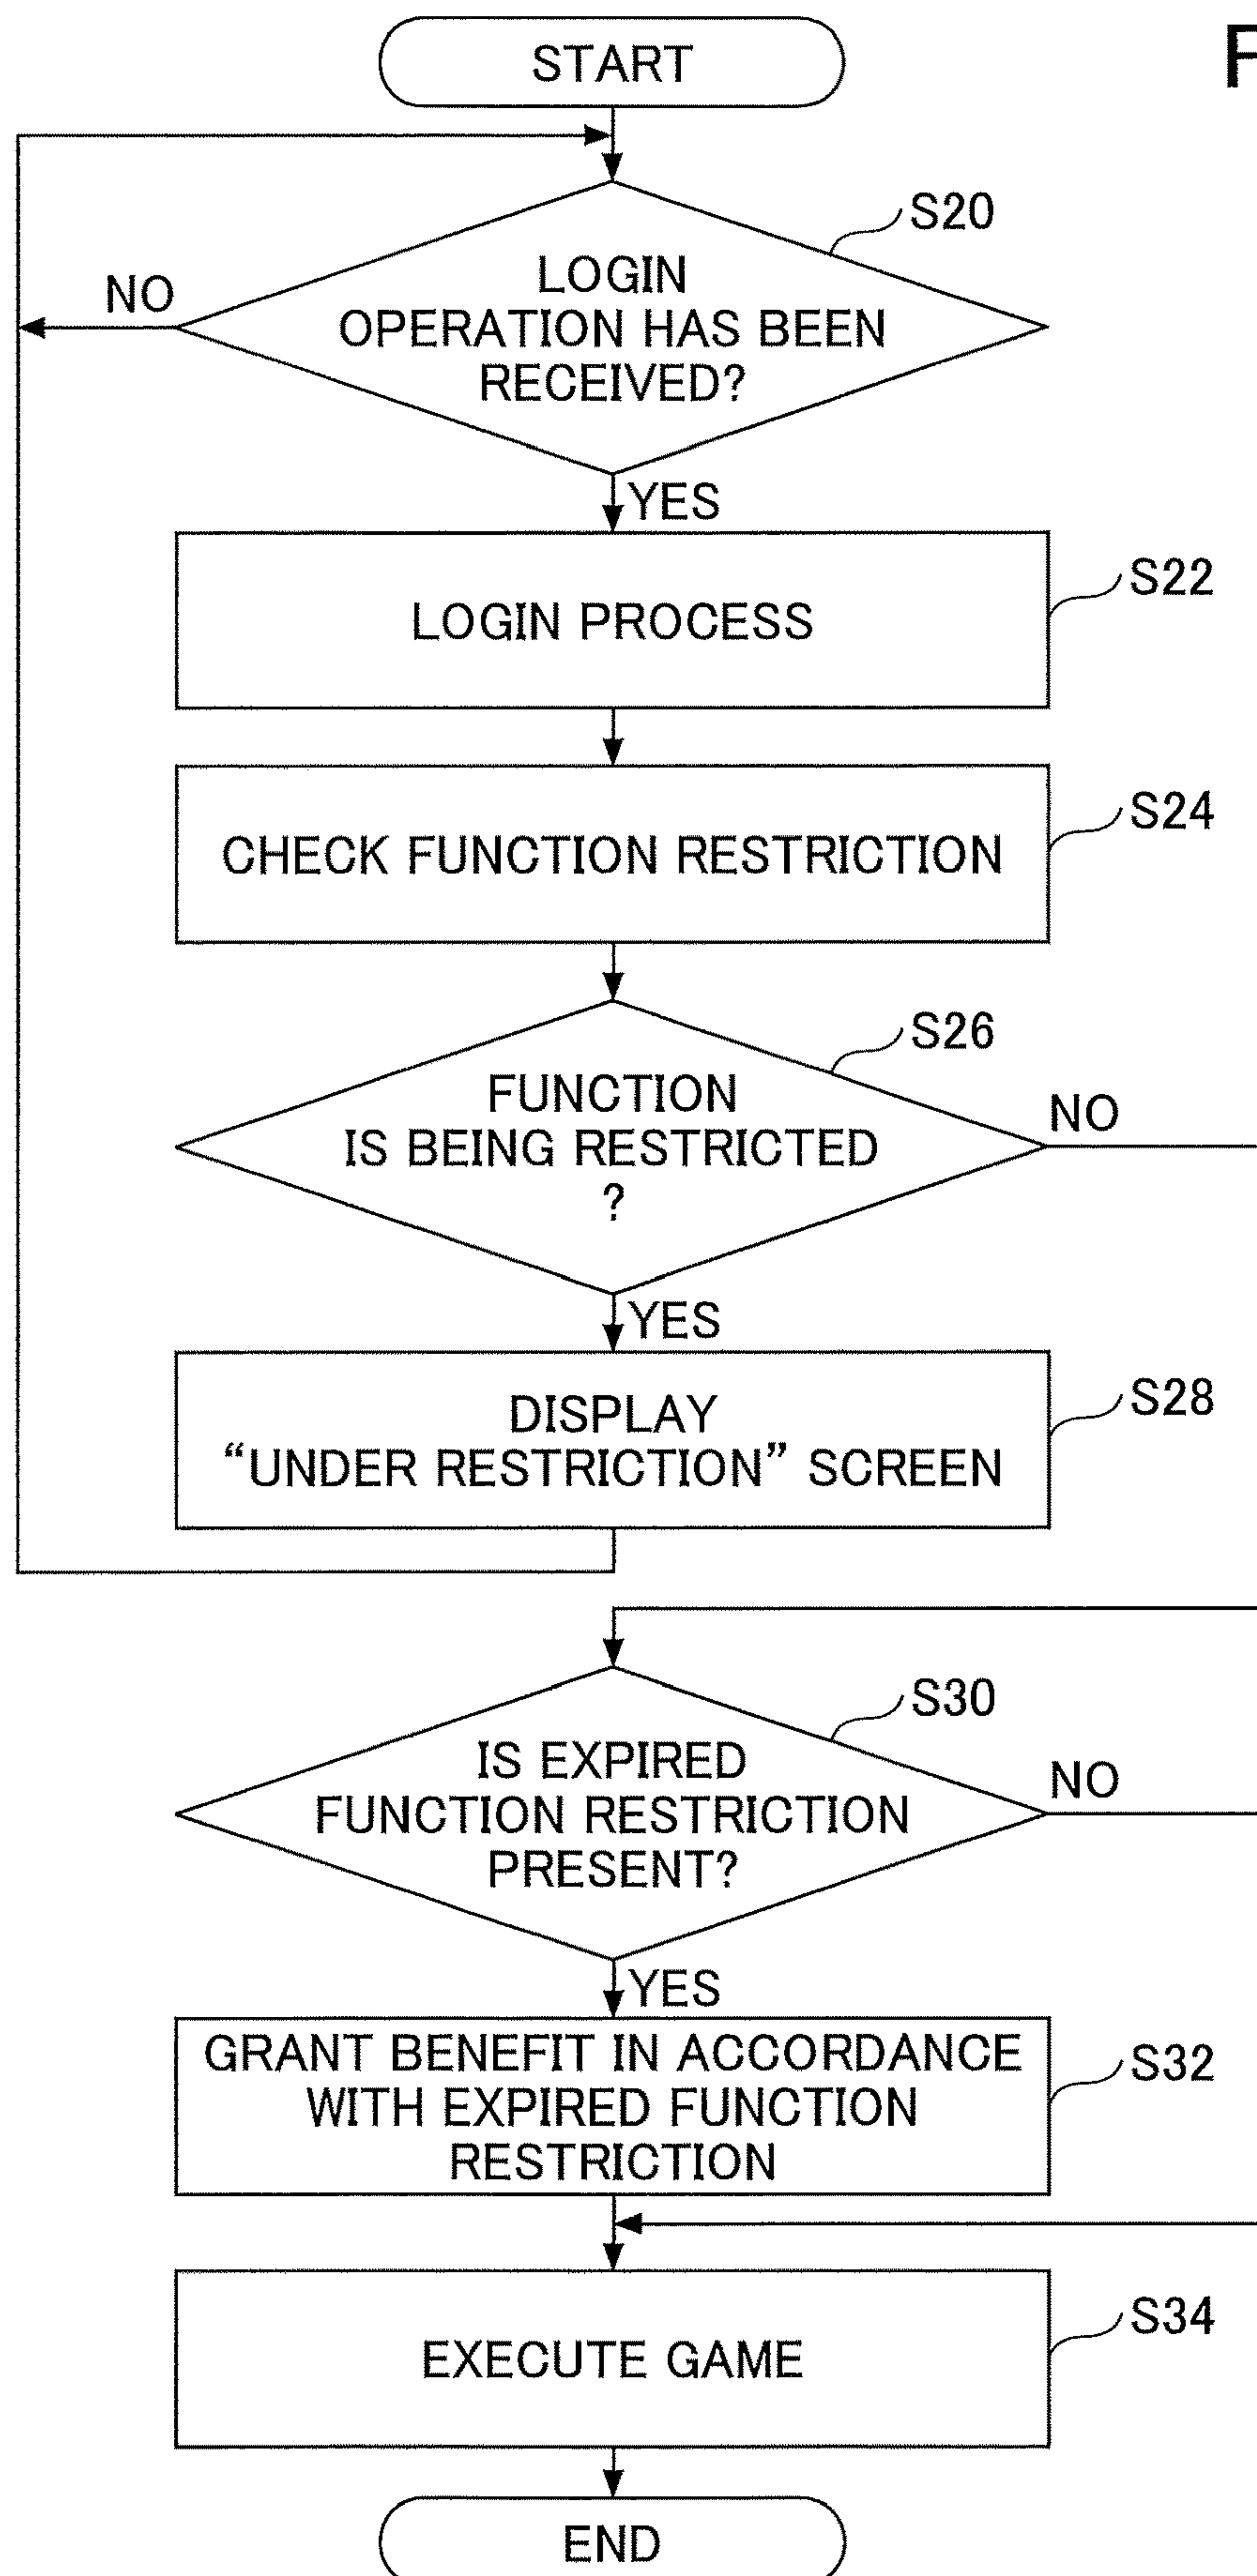 START
S20
LOGIN
OPERATION HAS BEEN
RECEIVED?
NO
YES
LOGIN PROCESS
S22
CHECK FUNCTION RESTRICTION
S24
S26
FUNCTION
IS BEING RESTRICTED
?
NO
YES
DISPLAY
“UNDER RESTRICTION” SCREEN
S28
S30
IS EXPIRED
FUNCTION RESTRICTION
PRESENT?
NO
YES
GRANT BENEFIT IN ACCORDANCE
WITH EXPIRED FUNCTION
RESTRICTION
S32
EXECUTE GAME
S34
END